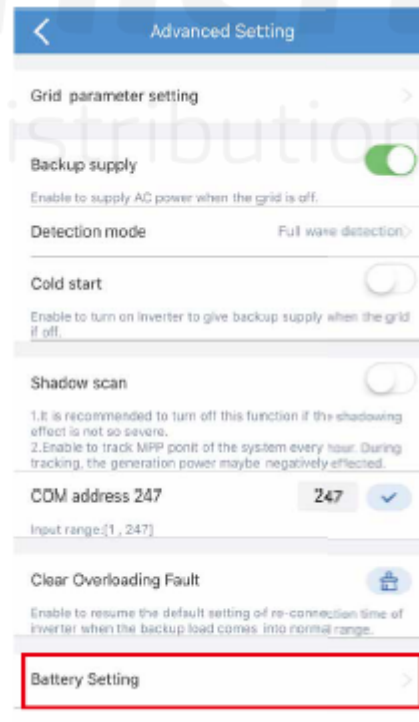 Advanced Setting
Grid parameter setting
istribution
Backup supply
Enable to supply AC power when the grid is off.
Detection mode
Full wave detection
Cold start
Enable to turn on inverter to give backup supply when the grid
if off.
Shadow scan
1.It is recommended to turn off this function if the shadowing
effect is not so severe.
2.Enable to track MPP ponit of the system every hour. During
tracking, the generation power maybe negatively effected.
COM address 247
247
Input range:[1 , 247]
Clear Overloading Fault
Enable to resume the default setting of re-connection time of
inverter when the backup load comes into normal range.
Battery Setting